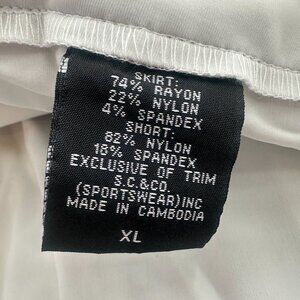 SKIRT:
74% RAYON
22% NYLON
4% SPANDEX
SHORT:
82% NYLON
18% SPANDEX
EXCLUSIVE OF TRIM
S.C.&CO.
(SPORTSWEAR)INC
MADE IN CAMBODIA
XL